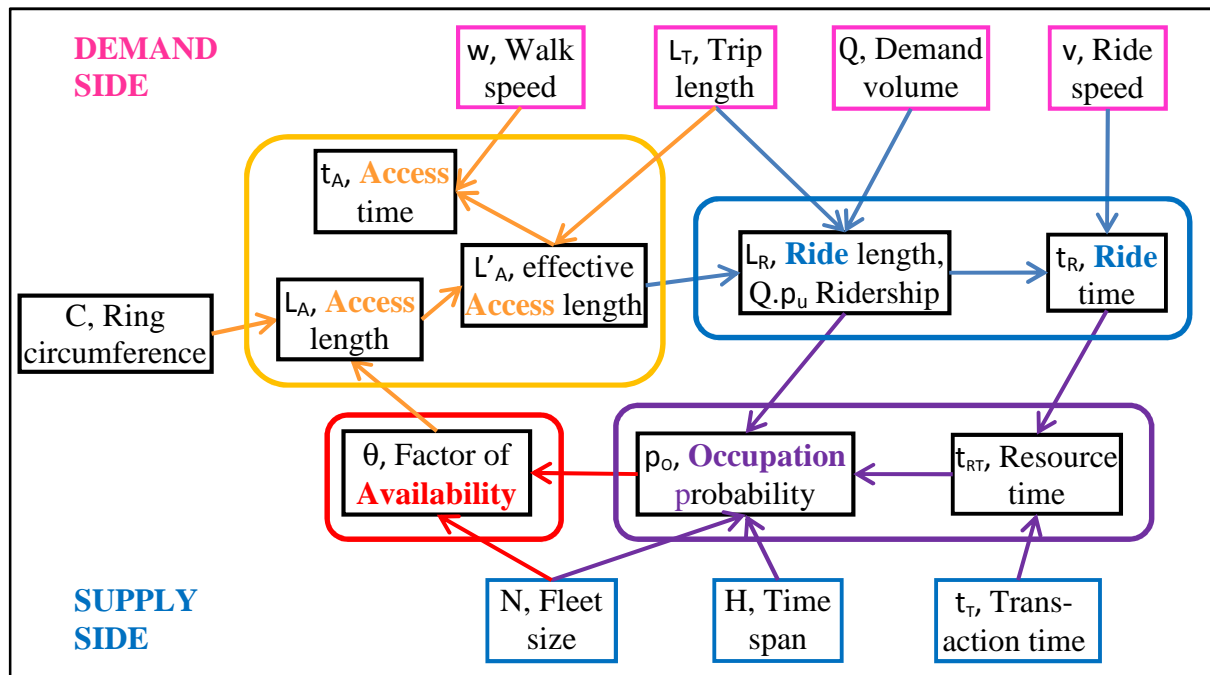 DEMAND
SIDE
w, Walk
speed
L_T, Trip
length
Q, Demand
volume
v, Ride
speed
t_A, Access
time
L'_A, effective
Access length
L_R, Ride length,
Q.p_u Ridership
t_R, Ride
time
C, Ring
circumference
L_A, Access
length
θ, Factor of
Availability
p_O, Occupation
probability
t_RT, Resource
time
SUPPLY
SIDE
N, Fleet
size
H, Time
span
t_T, Trans-
action time